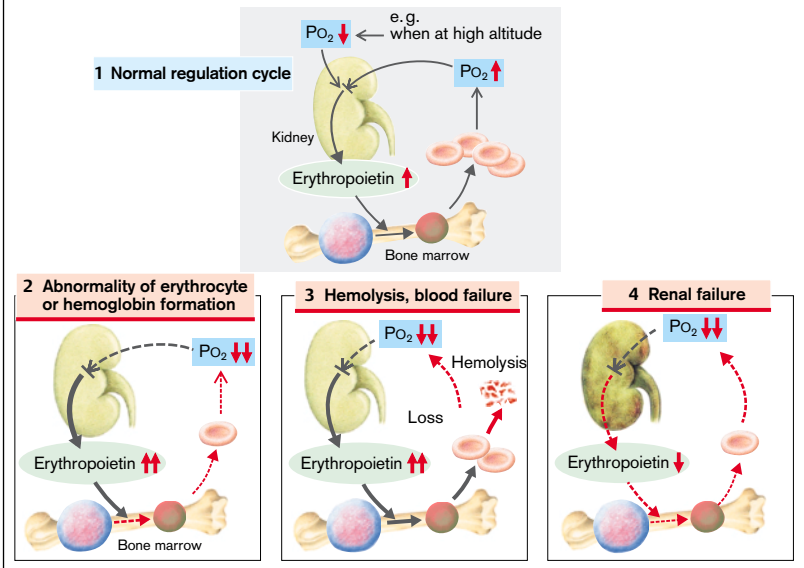 e.g.
PO₂ when at high altitude
1 Normal regulation cycle
PO₂
Kidney
Erythropoietin
Bone marrow
2 Abnormality of erythrocyte
or hemoglobin formation
PO₂
Erythropoietin
Bone marrow
3 Hemolysis, blood failure
PO₂
Hemolysis
Loss
Erythropoietin
4 Renal failure
PO₂
Erythropoietin